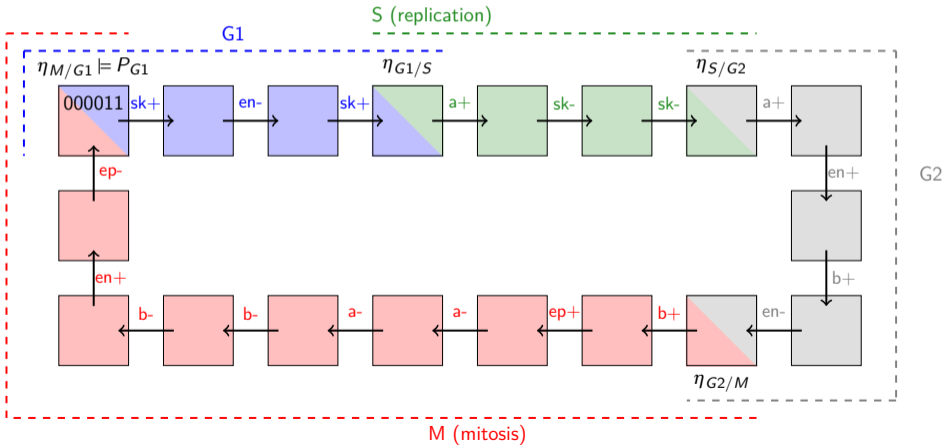 S (replication)
G1
η_{M/G1} ⊨ P_{G1}
η_{G1/S}
η_{S/G2}
000011
sk+
en-
sk+
a+
sk-
sk-
a+
ep-
en+
G2
en+
b+
b-
b-
a-
a-
ep+
b+
en-
η_{G2/M}
M (mitosis)